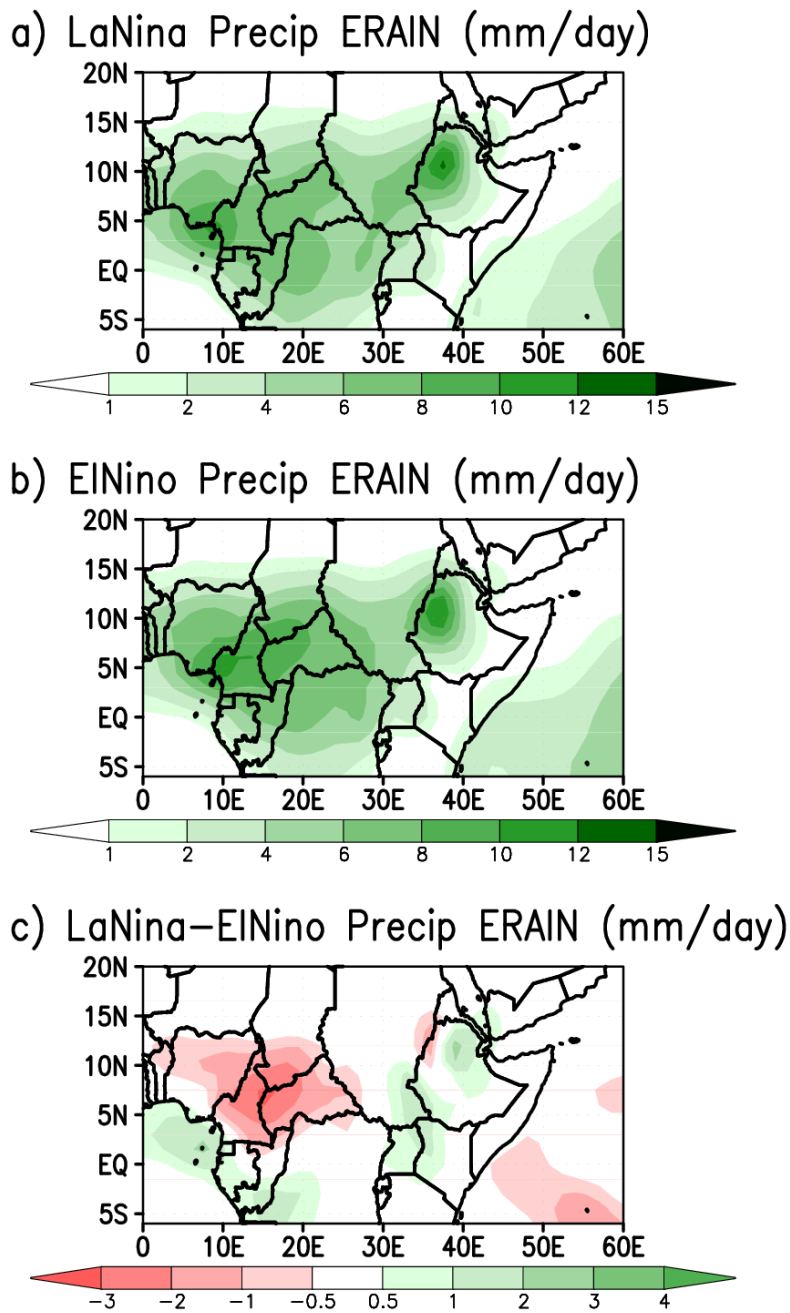 a) LaNina Precip ERAIN (mm/day)
20N
15N
10N
5N
EQ
5S
0 10E 20E 30E 40E 50E 60E
1 2 4 6 8 10 12 15
b) ElNino Precip ERAIN (mm/day)
20N
15N
10N
5N
EQ
5S
0 10E 20E 30E 40E 50E 60E
1 2 4 6 8 10 12 15
c) LaNina-ElNino Precip ERAIN (mm/day)
20N
15N
10N
5N
EQ
5S
0 10E 20E 30E 40E 50E 60E
-3 -2 -1 -0.5 0.5 1 2 3 4